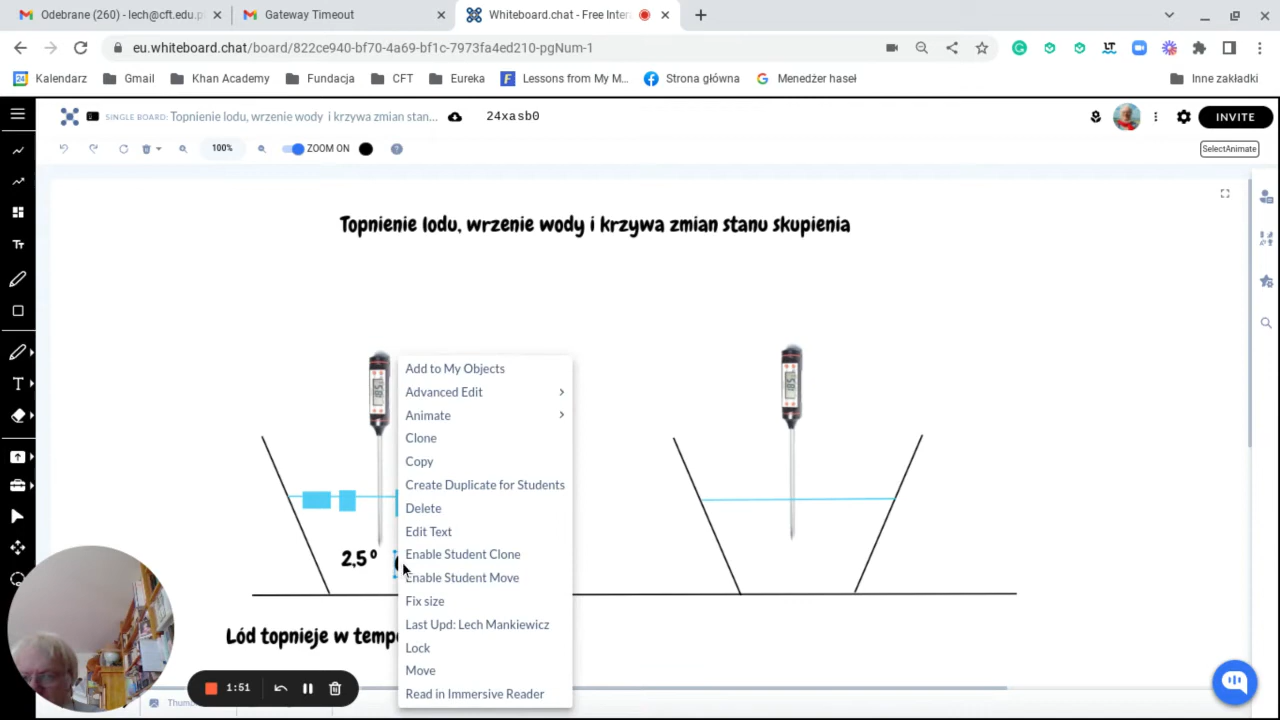 Odebrane (260) - lech@cft.edu.p
Gateway Timeout
Whiteboard.chat - Free Inter
eu.whiteboard.chat/board/822ce940-bf70-4a69-bf1c-7973fa4ed210-pgNum-1
Kalendarz
Gmail
Khan Academy
Fundacja
CFT
Eureka
Lessons from My M...
Strona główna
Menedżer haseł
Inne zakładki
SINGLE BOARD: Topnienie lodu, wrzenie wody i krzywa zmian stan...
24xasb0
INVITE
100%
ZOOM ON
SelectAnimate
Topnienie lodu, wrzenie wody i krzywa zmian stanu skupienia
Add to My Objects
Advanced Edit
Animate
Clone
Copy
Create Duplicate for Students
Delete
Edit Text
Enable Student Clone
Enable Student Move
Fix size
Last Upd: Lech Mankiewicz
Lock
Move
Read in Immersive Reader
2,5 º
Lód topnieje w temp
1:51